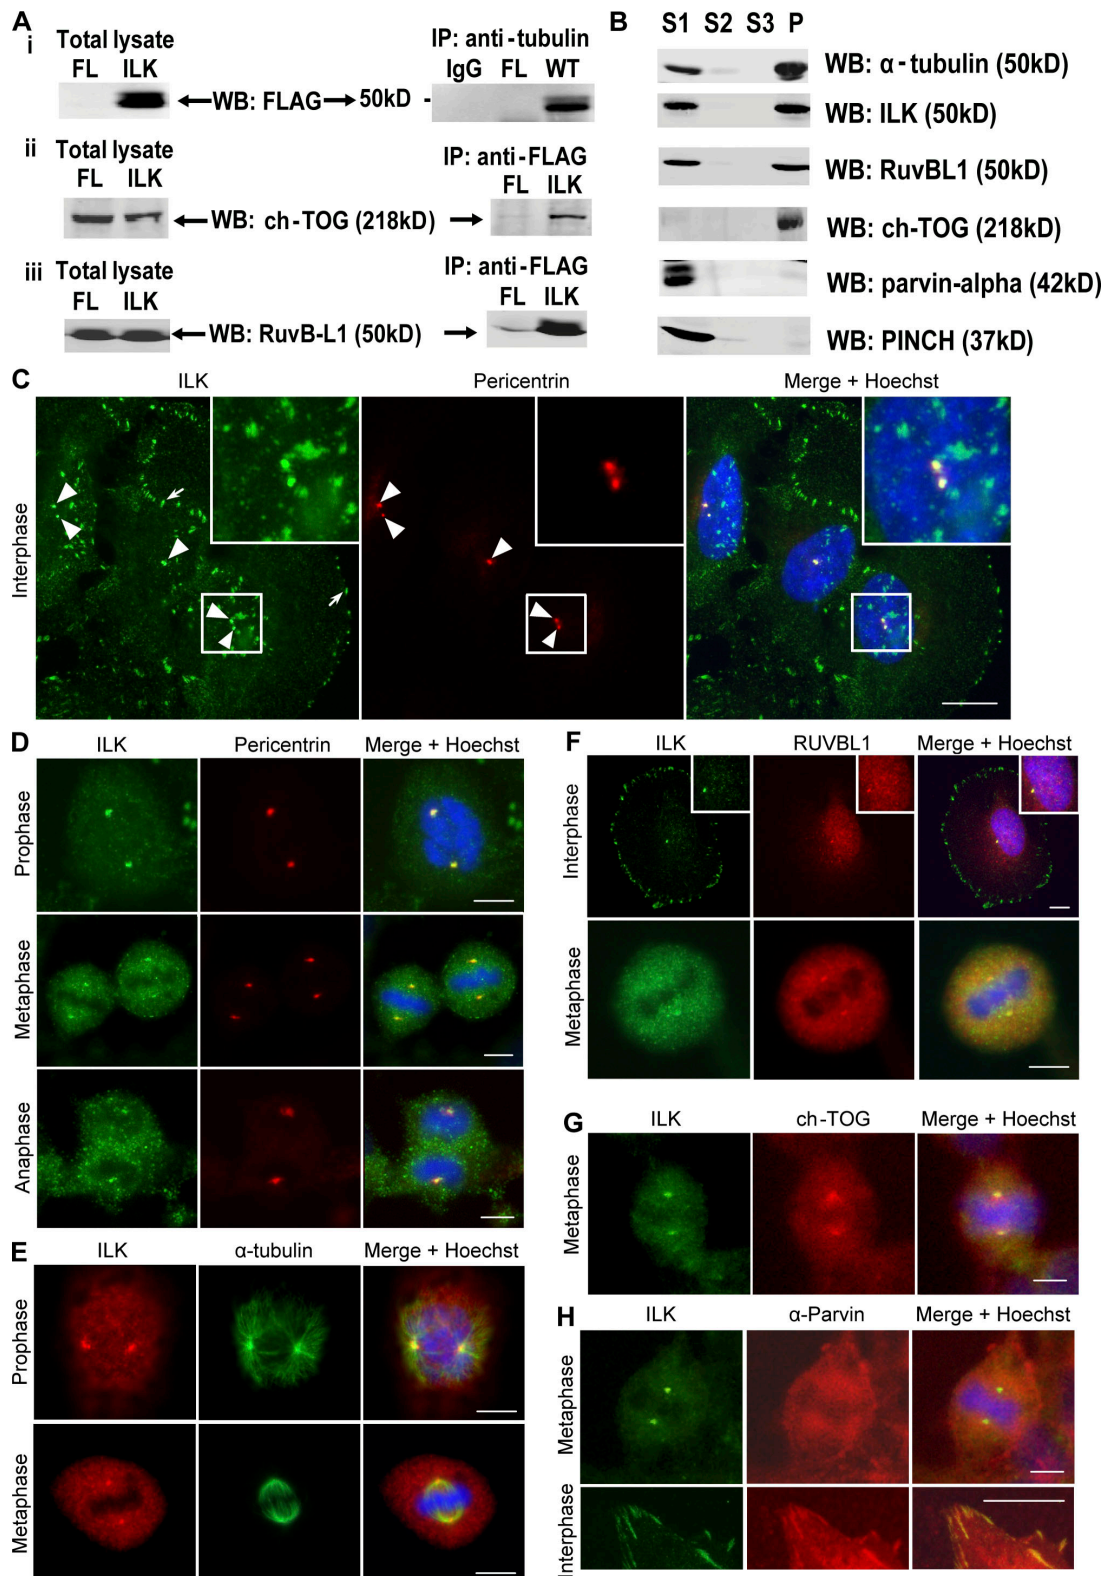 A
i
Total lysate
FL ILK
WB: FLAG
50kD
IP: anti-tubulin
IgG FL WT
ii
Total lysate
FL ILK
WB: ch-TOG (218kD)
IP: anti-FLAG
FL ILK
iii
Total lysate
FL ILK
WB: RuvB-L1 (50kD)
IP: anti-FLAG
FL ILK
B
S1 S2 S3 P
WB: α-tubulin (50kD)
WB: ILK (50kD)
WB: RuvBL1 (50kD)
WB: ch-TOG (218kD)
WB: parvin-alpha (42kD)
WB: PINCH (37kD)
C
ILK Pericentrin Merge + Hoechst
Interphase
D
ILK Pericentrin Merge + Hoechst
Prophase
Metaphase
Anaphase
E
ILK α-tubulin Merge + Hoechst
Prophase
Metaphase
F
ILK RUVBL1 Merge + Hoechst
Interphase
Metaphase
G
ILK ch-TOG Merge + Hoechst
Metaphase
H
ILK α-Parvin Merge + Hoechst
Metaphase
Interphase